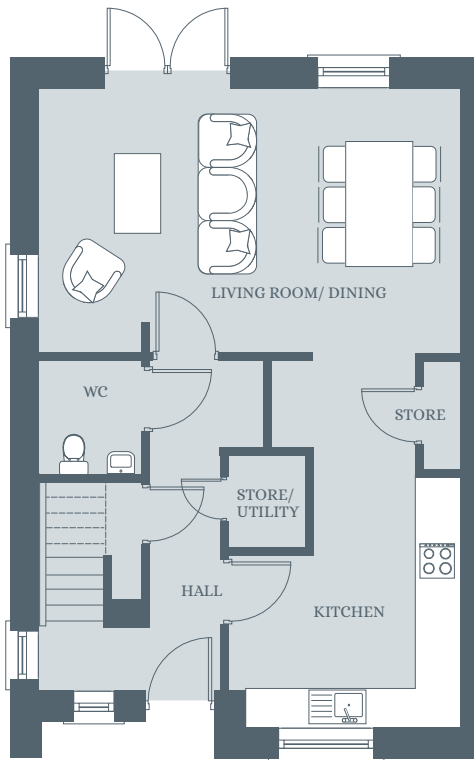 LIVING ROOM/ DINING
WC
STORE
STORE/
UTILITY
HALL
KITCHEN